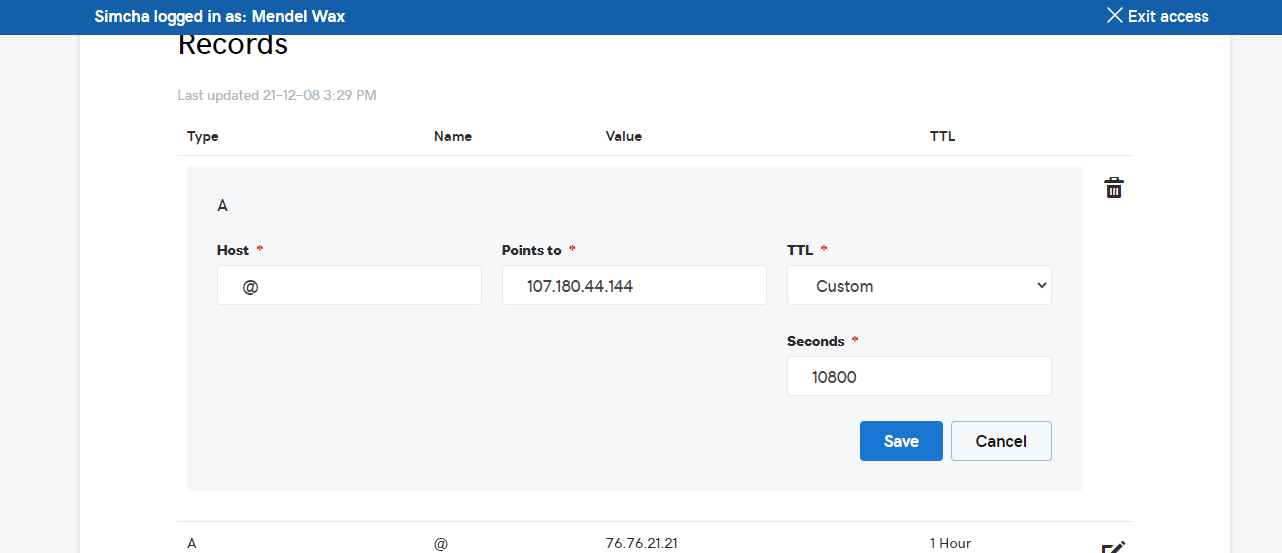 Simcha logged in as: Mendel Wax Exit access
Records
Last updated 21-12-08 3:29 PM
Type Name Value TTL
A
Host * Points to * TTL *
@ 107.180.44.144 Custom
Seconds *
10800
Save Cancel
A @ 76.76.21.21 1 Hour